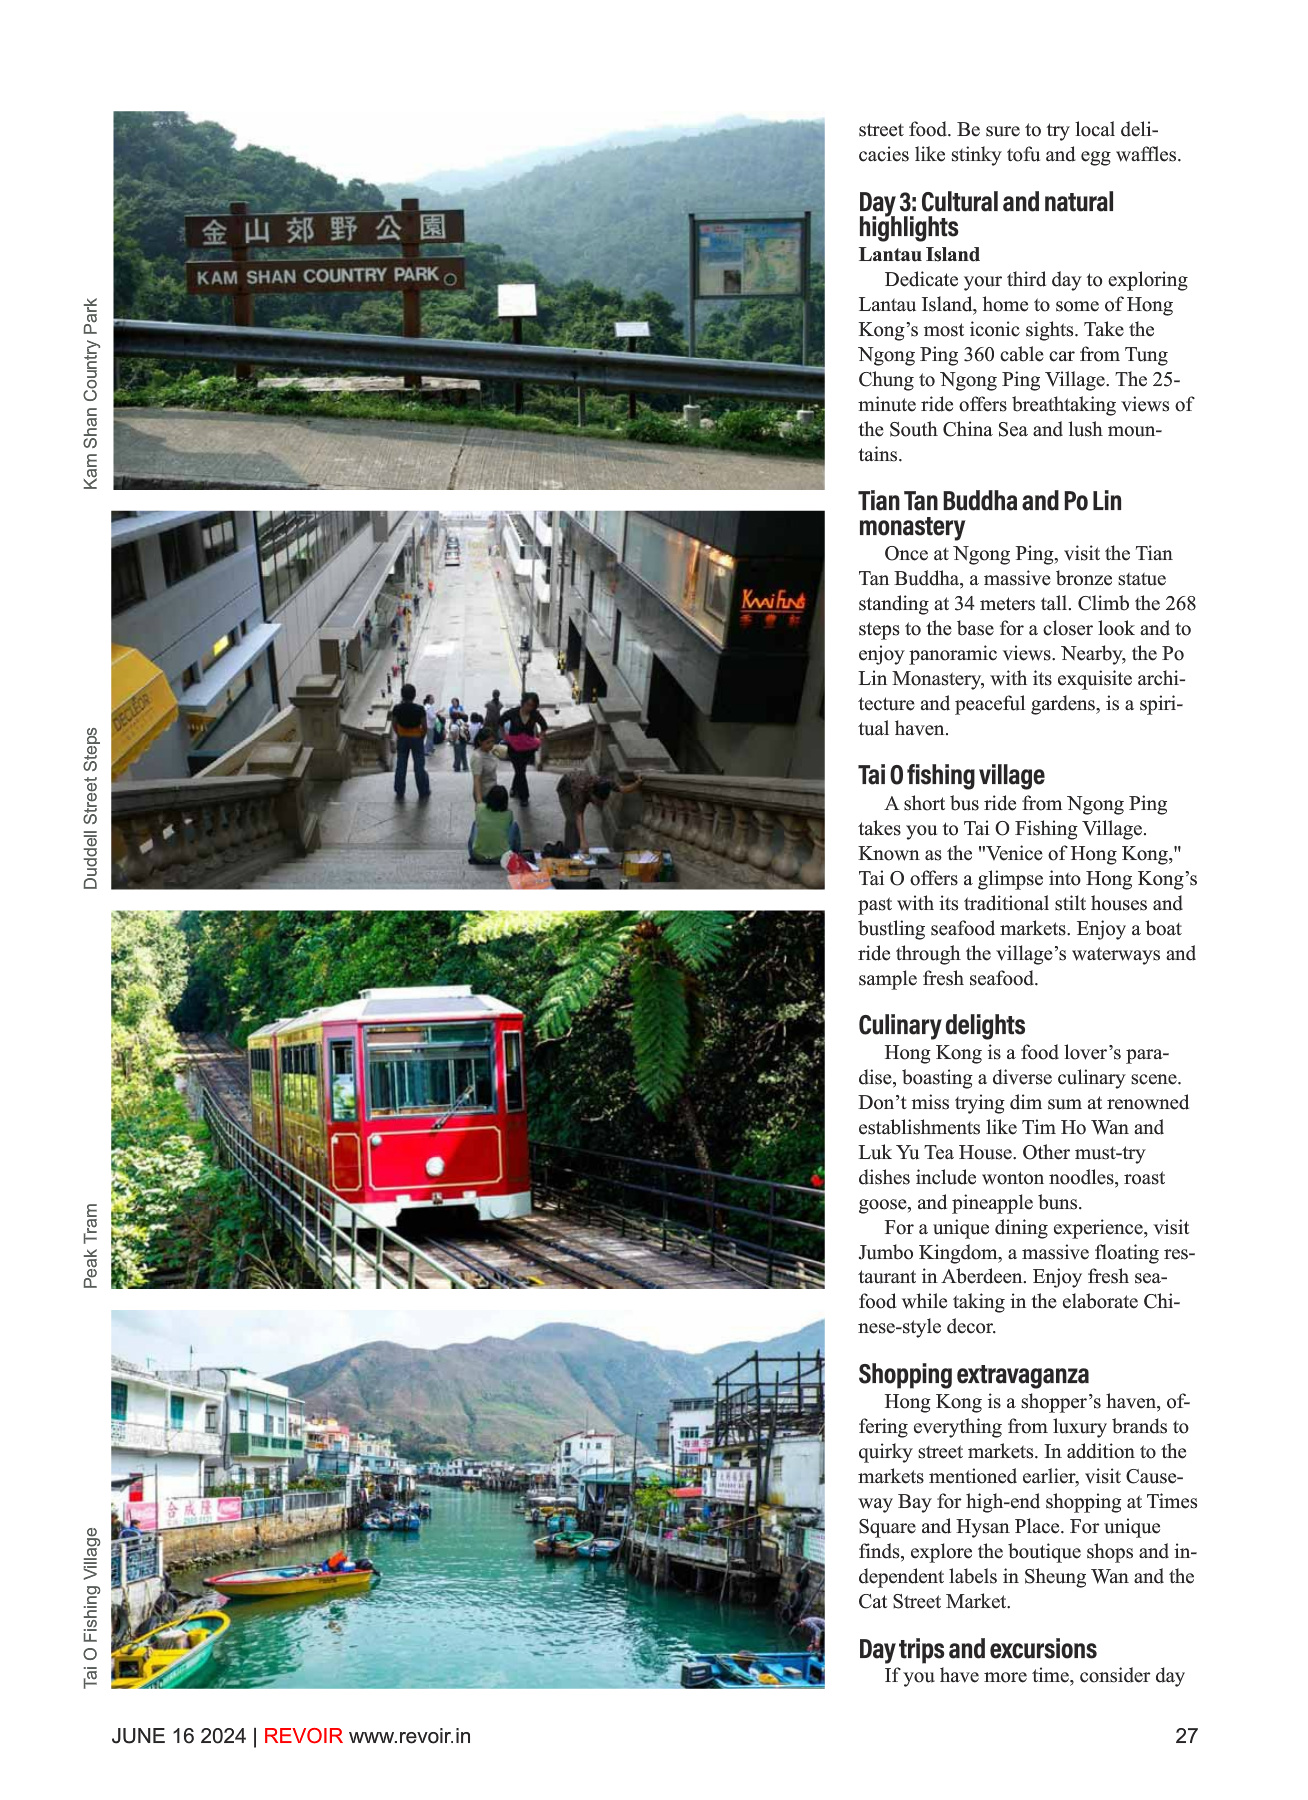 Kam Shan Country Park
金山郊野公園
KAM SHAN COUNTRY PARK
Duddell Street Steps
DECLÉOR
Kwai Fung
季豐軒
Peak Tram
Tai O Fishing Village
合成隆
street food. Be sure to try local deli-
cacies like stinky tofu and egg waffles.
Day 3: Cultural and natural
highlights
Lantau Island
Dedicate your third day to exploring
Lantau Island, home to some of Hong
Kong’s most iconic sights. Take the
Ngong Ping 360 cable car from Tung
Chung to Ngong Ping Village. The 25-
minute ride offers breathtaking views of
the South China Sea and lush moun-
tains.
Tian Tan Buddha and Po Lin
monastery
Once at Ngong Ping, visit the Tian
Tan Buddha, a massive bronze statue
standing at 34 meters tall. Climb the 268
steps to the base for a closer look and to
enjoy panoramic views. Nearby, the Po
Lin Monastery, with its exquisite archi-
tecture and peaceful gardens, is a spiri-
tual haven.
Tai O fishing village
A short bus ride from Ngong Ping
takes you to Tai O Fishing Village.
Known as the "Venice of Hong Kong,"
Tai O offers a glimpse into Hong Kong’s
past with its traditional stilt houses and
bustling seafood markets. Enjoy a boat
ride through the village’s waterways and
sample fresh seafood.
Culinary delights
Hong Kong is a food lover’s para-
dise, boasting a diverse culinary scene.
Don’t miss trying dim sum at renowned
establishments like Tim Ho Wan and
Luk Yu Tea House. Other must-try
dishes include wonton noodles, roast
goose, and pineapple buns.
For a unique dining experience, visit
Jumbo Kingdom, a massive floating res-
taurant in Aberdeen. Enjoy fresh sea-
food while taking in the elaborate Chi-
nese-style decor.
Shopping extravaganza
Hong Kong is a shopper’s haven, of-
fering everything from luxury brands to
quirky street markets. In addition to the
markets mentioned earlier, visit Cause-
way Bay for high-end shopping at Times
Square and Hysan Place. For unique
finds, explore the boutique shops and in-
dependent labels in Sheung Wan and the
Cat Street Market.
Day trips and excursions
If you have more time, consider day
JUNE 16 2024 | REVOIR www.revoir.in
27